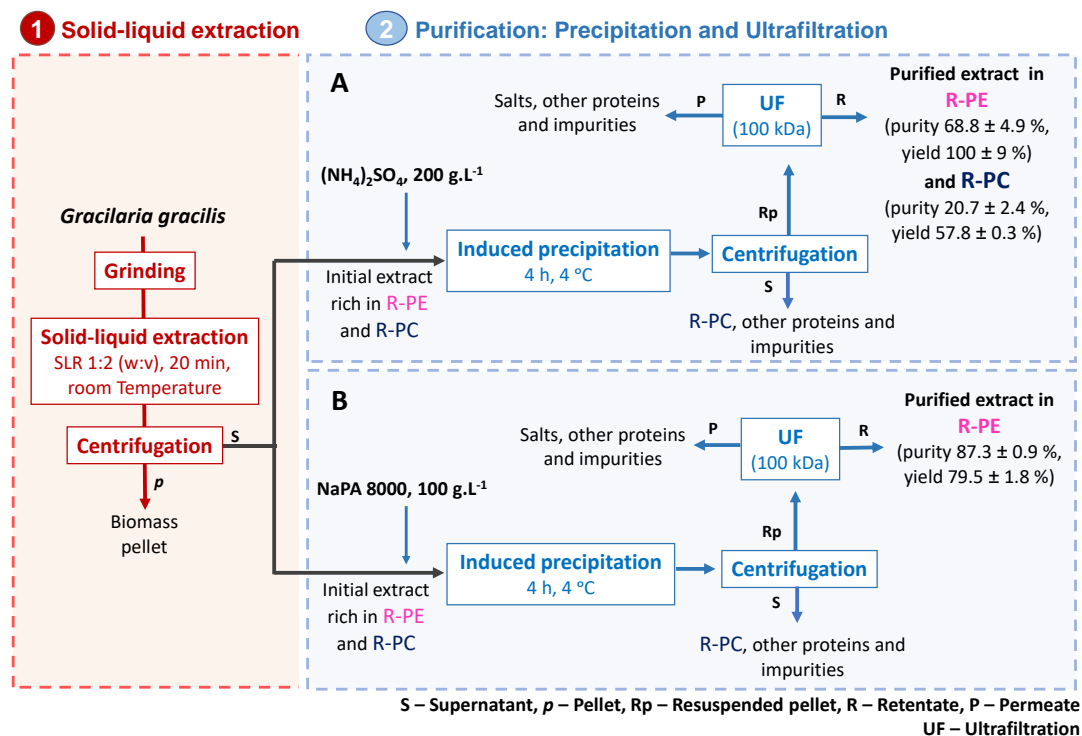 1 Solid-liquid extraction
2 Purification: Precipitation and Ultrafiltration
Gracilaria gracilis
Grinding
Solid-liquid extraction
SLR 1:2 (w:v), 20 min,
room Temperature
Centrifugation
S
p
Biomass
pellet
A
(NH₄)₂SO₄, 200 g.L⁻¹
Initial extract
rich in R-PE
and R-PC
Induced precipitation
4 h, 4 °C
Centrifugation
S
R-PC, other proteins and
impurities
Rp
UF
(100 kDa)
P
Salts, other proteins
and impurities
R
Purified extract in
R-PE
(purity 68.8 ± 4.9 %,
yield 100 ± 9 %)
and R-PC
(purity 20.7 ± 2.4 %,
yield 57.8 ± 0.3 %)
B
NaPA 8000, 100 g.L⁻¹
Initial extract
rich in R-PE
and R-PC
Induced precipitation
4 h, 4 °C
Centrifugation
S
R-PC, other proteins and
impurities
Rp
UF
(100 kDa)
P
Salts, other proteins
and impurities
R
Purified extract in
R-PE
(purity 87.3 ± 0.9 %,
yield 79.5 ± 1.8 %)
S – Supernatant, p – Pellet, Rp – Resuspended pellet, R – Retentate, P – Permeate
UF – Ultrafiltration